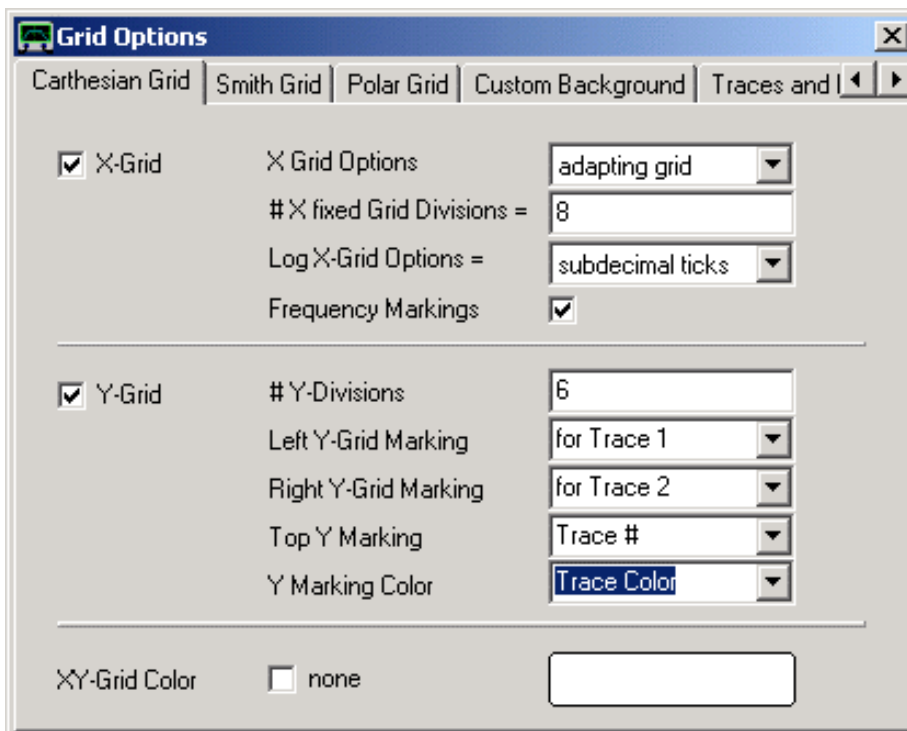 Grid Options
Carthesian Grid Smith Grid Polar Grid Custom Background Traces and
X-Grid X Grid Options adapting grid
# X fixed Grid Divisions = 8
Log X-Grid Options = subdecimal ticks
Frequency Markings
Y-Grid # Y-Divisions 6
Left Y-Grid Marking for Trace 1
Right Y-Grid Marking for Trace 2
Top Y Marking Trace #
Y Marking Color Trace Color
XY-Grid Color none